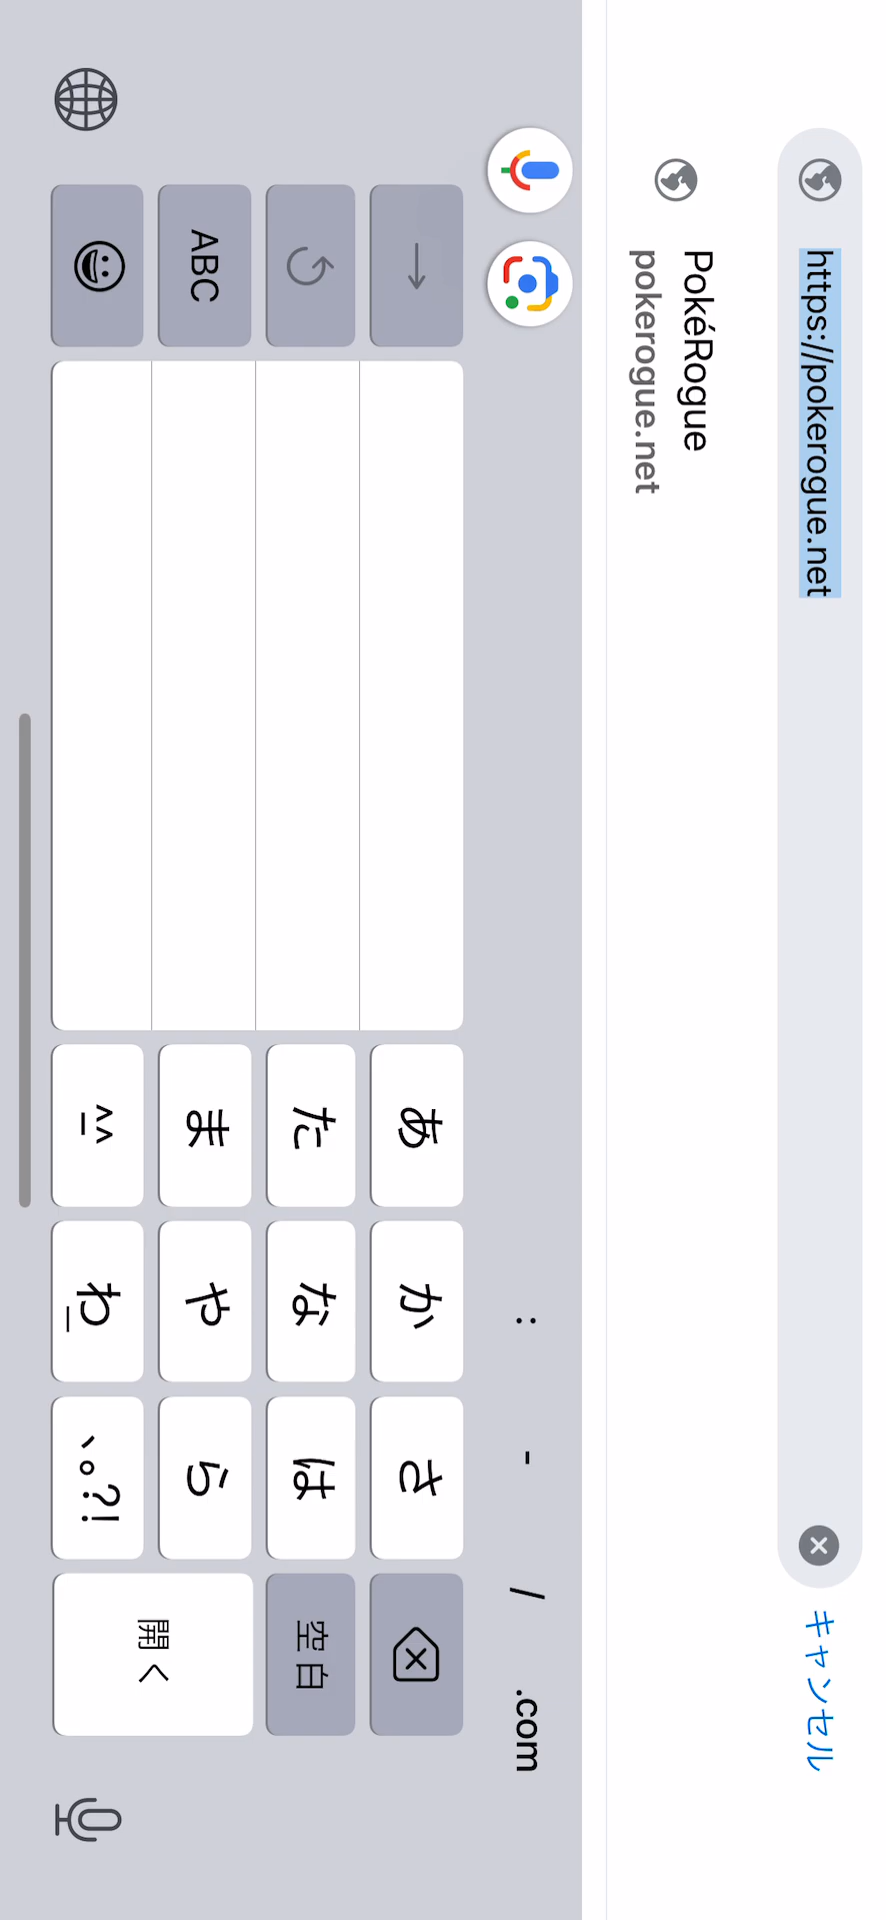 https://pokerogue.net
キャンセル
PokéRogue
pokerogue.net
: - / .com
→ あ か さ
た な は 空白
ABC ま や ら 開く
^_^ わ_ 、。?!